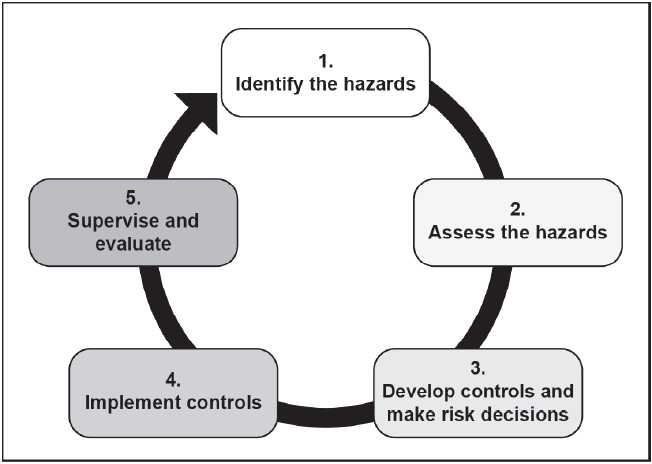 1.
Identify the hazards
2.
Assess the hazards
3.
Develop controls and
make risk decisions
4.
Implement controls
5.
Supervise and
evaluate